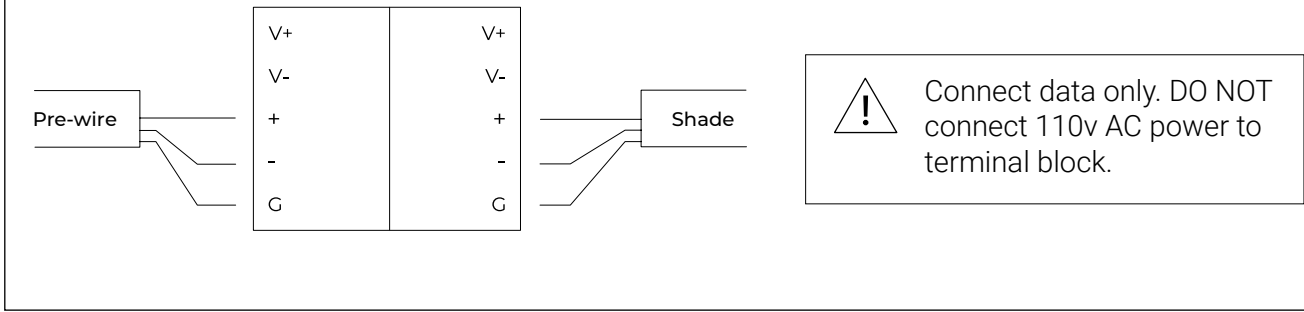 V+ V+
V- V-
Pre-wire + + Shade
- -
G G
Connect data only. DO NOT
connect 110v AC power to
terminal block.